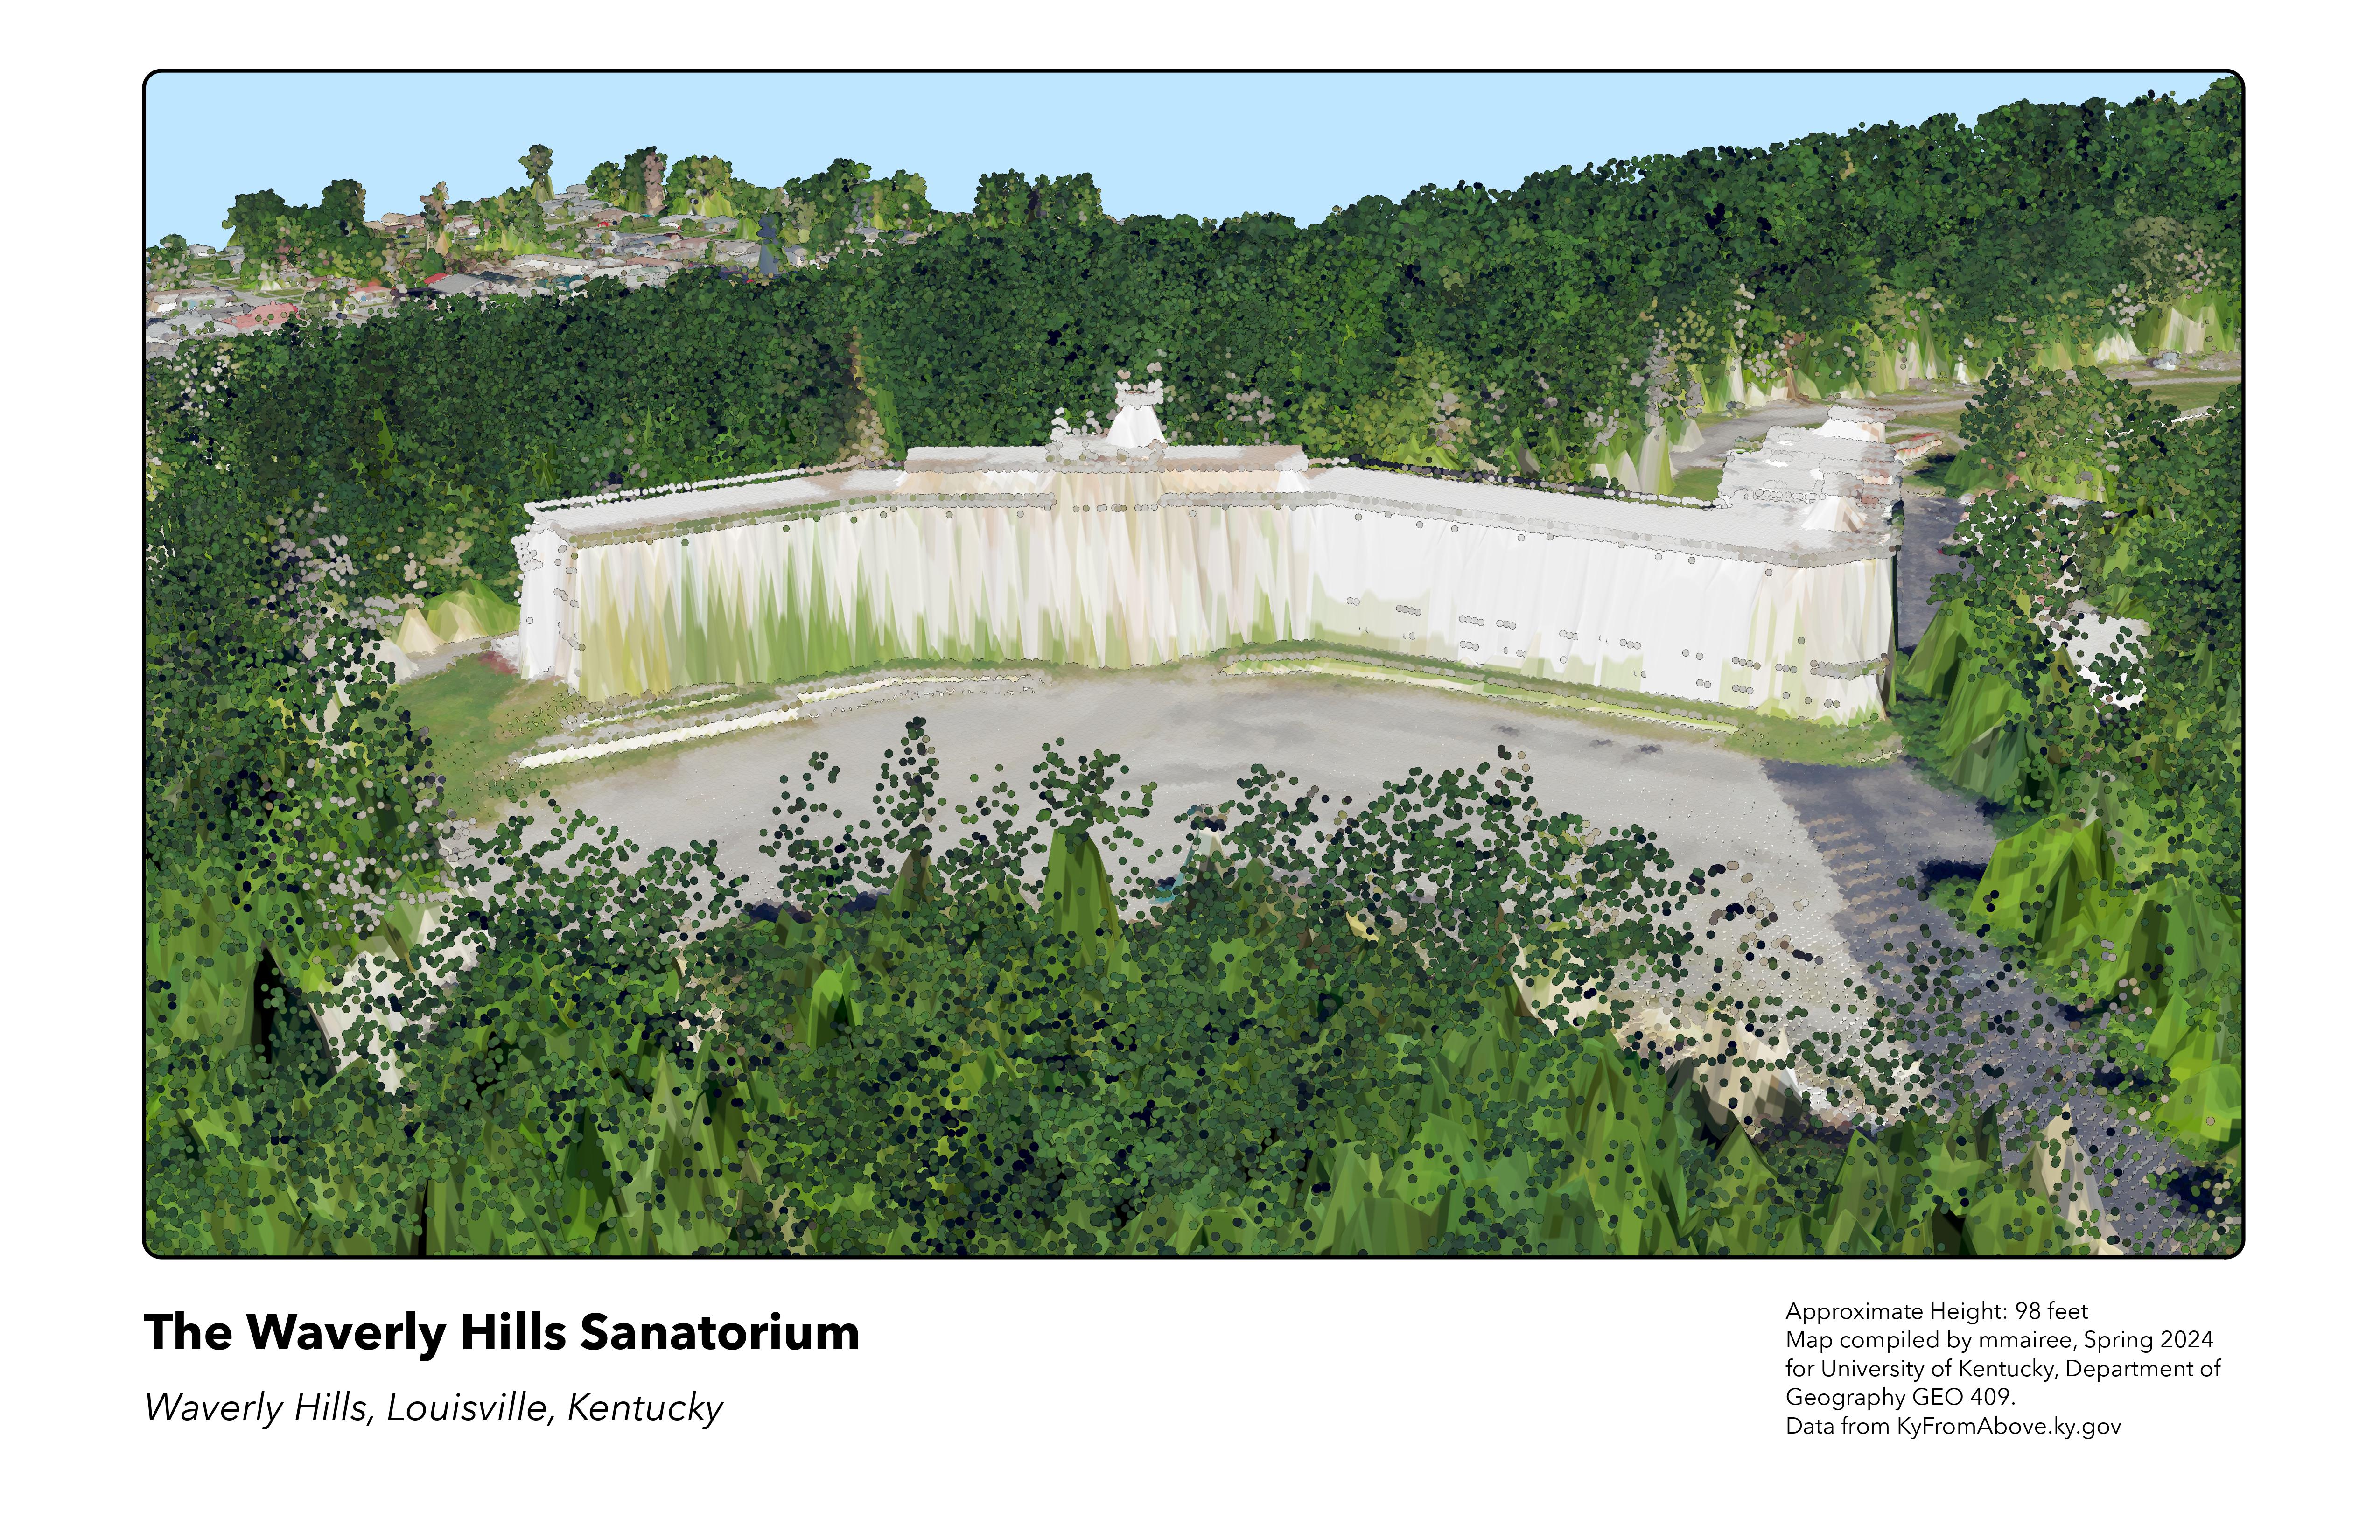 The Waverly Hills Sanatorium
Waverly Hills, Louisville, Kentucky
Approximate Height: 98 feet
Map compiled by mmairee, Spring 2024
for University of Kentucky, Department of
Geography GEO 409.
Data from KyFromAbove.ky.gov